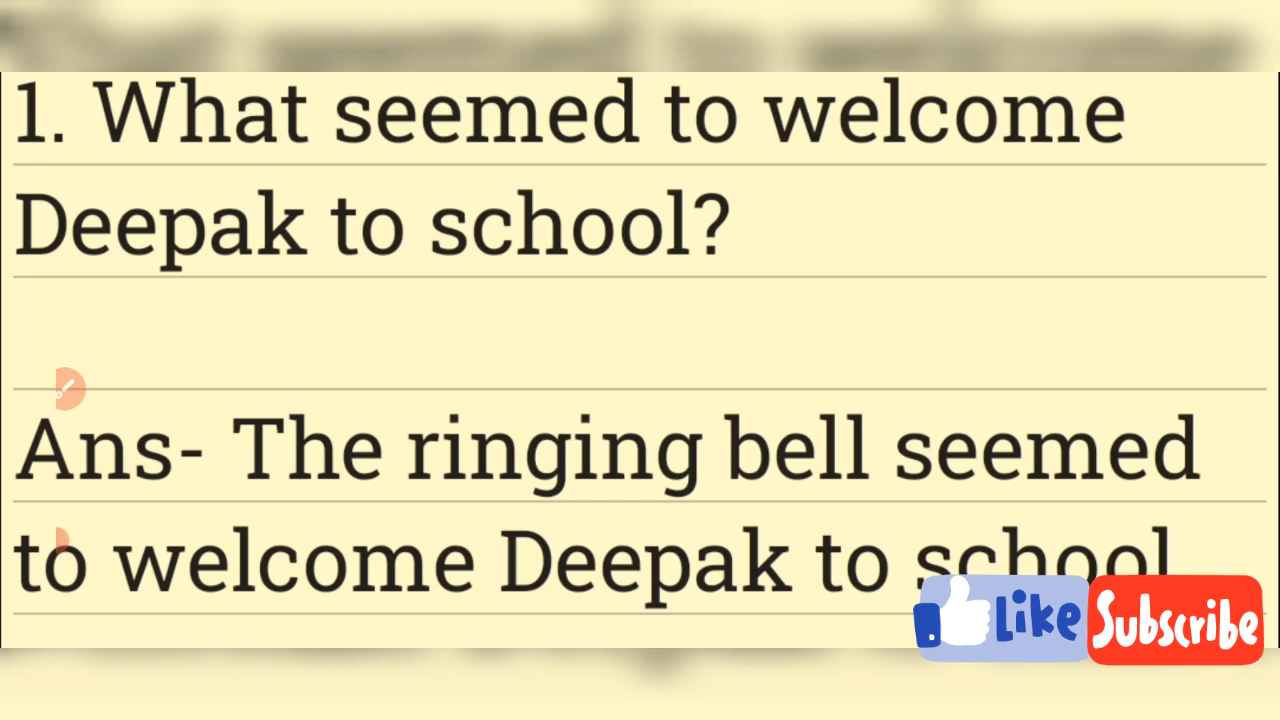 1. What seemed to welcome
Deepak to school?
Ans- The ringing bell seemed
to welcome Deepak to school
Like Subscribe